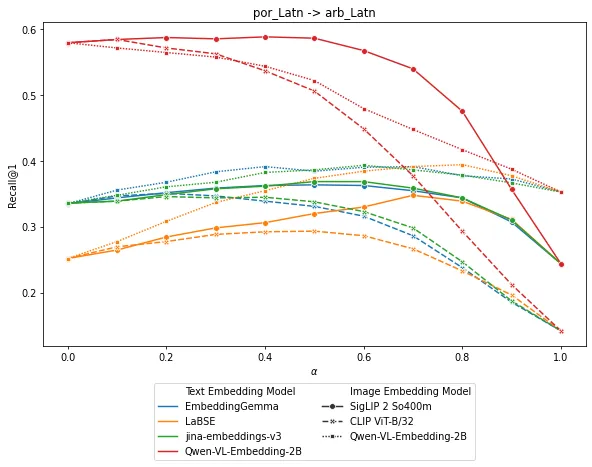 por_Latn -> arb_Latn
0.6
0.5
0.4
0.3
0.2
Recall@1
0.0 0.2 0.4 0.6 0.8 1.0
α
Text Embedding Model Image Embedding Model
EmbeddingGemma SigLIP 2 So400m
LaBSE CLIP ViT-B/32
jina-embeddings-v3 Qwen-VL-Embedding-2B
Qwen-VL-Embedding-2B